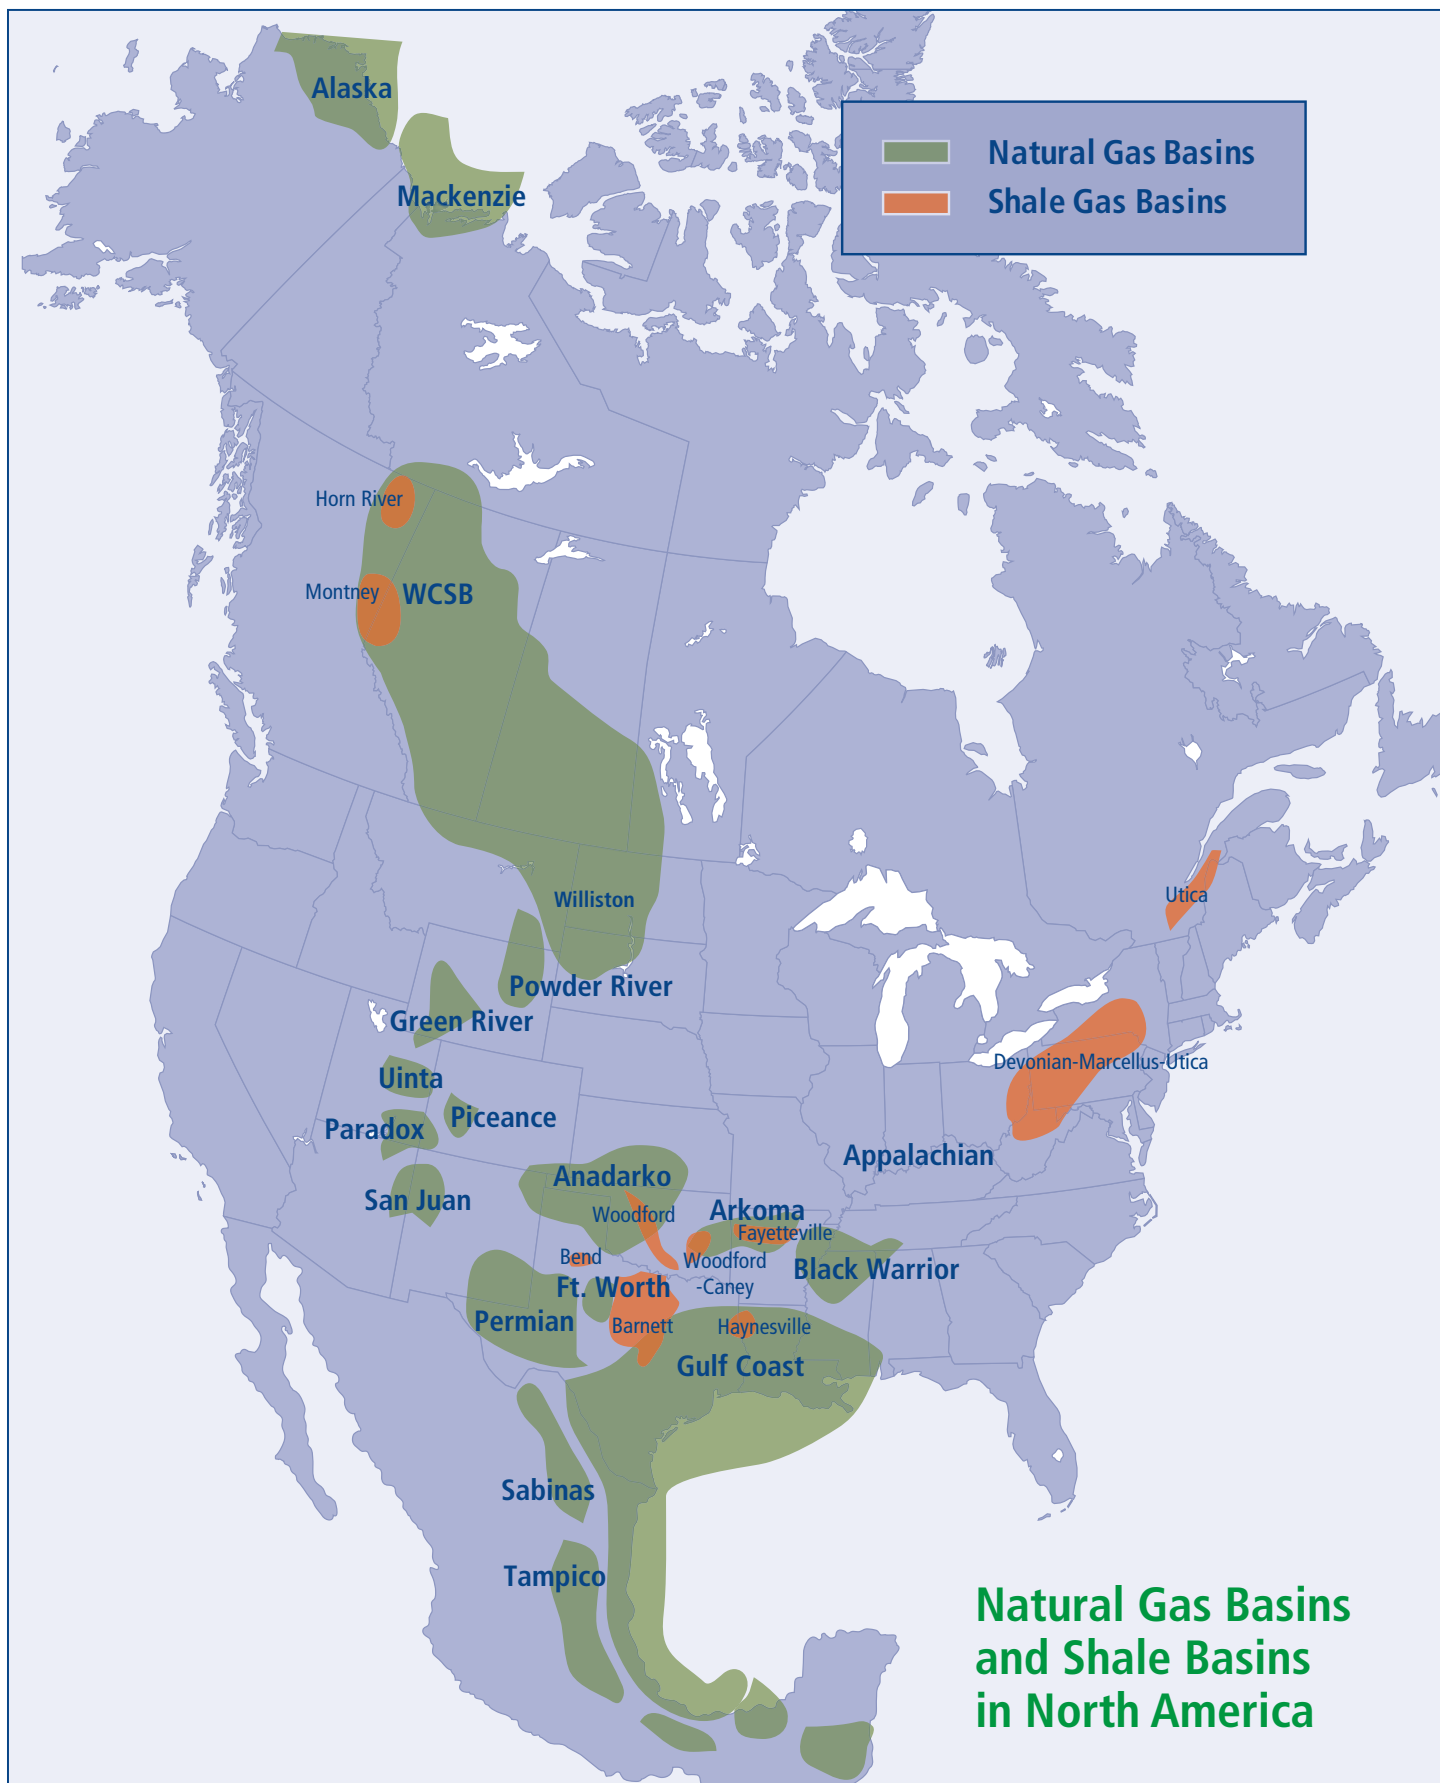 Alaska
Natural Gas Basins
Shale Gas Basins
Mackenzie
Horn River
Montney
WCSB
Utica
Williston
Powder River
Green River
Devonian-Marcellus-Utica
Uinta
Piceance
Paradox
Appalachian
Anadarko
San Juan
Woodford
Arkoma
Fayetteville
Bend
Woodford
-Caney
Black Warrior
Ft. Worth
Permian
Barnett
Haynesville
Gulf Coast
Sabinas
Tampico
Natural Gas Basins
and Shale Basins
in North America